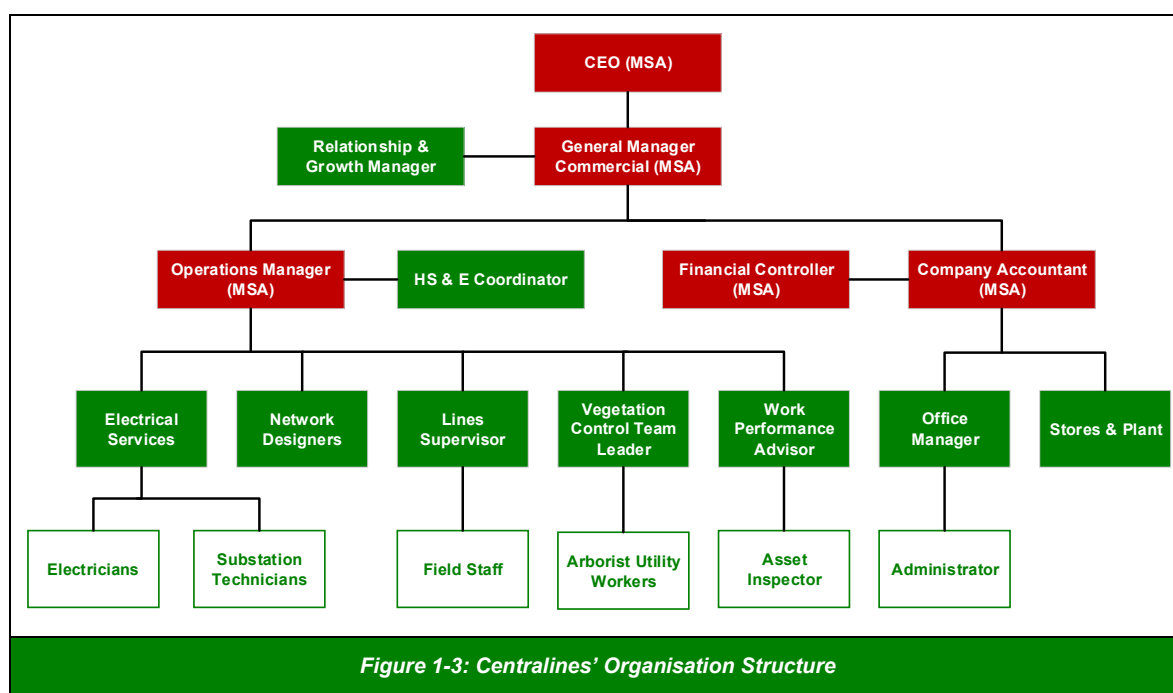 CEO (MSA)
Relationship &
Growth Manager
General Manager
Commercial (MSA)
Operations Manager
(MSA)
HS & E Coordinator
Financial Controller
(MSA)
Company Accountant
(MSA)
Electrical
Services
Network
Designers
Lines
Supervisor
Vegetation
Control Team
Leader
Work
Performance
Advisor
Office
Manager
Stores & Plant
Electricians
Substation
Technicians
Field Staff
Arborist Utility
Workers
Asset
Inspector
Administrator
Figure 1-3: Centralines' Organisation Structure